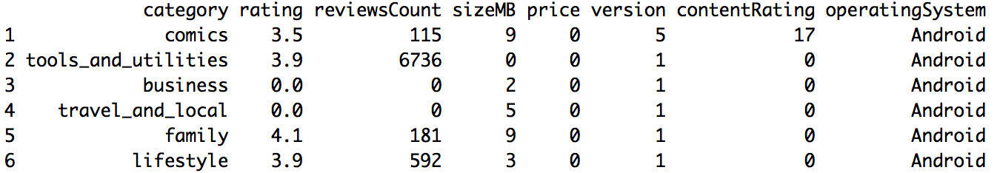 category rating reviewsCount sizeMB price version contentRating operatingSystem
1 comics 3.5 115 9 0 5 17 Android
2 tools_and_utilities 3.9 6736 0 0 1 0 Android
3 business 0.0 0 2 0 1 0 Android
4 travel_and_local 0.0 0 5 0 1 0 Android
5 family 4.1 181 9 0 1 0 Android
6 lifestyle 3.9 592 3 0 1 0 Android